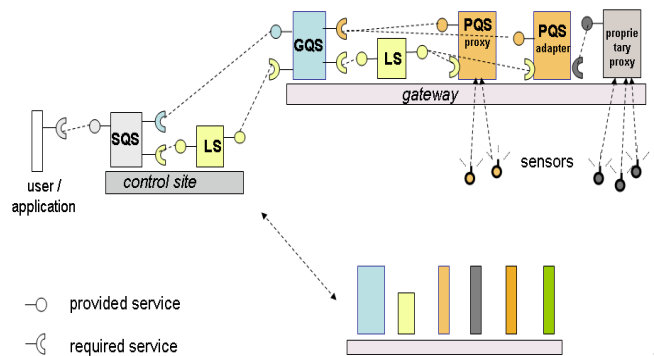 GQS
LS
PQS
proxy
PQS
adapter
proprie
tary
proxy
gateway
SQS
LS
control site
user /
application
sensors
provided service
required service